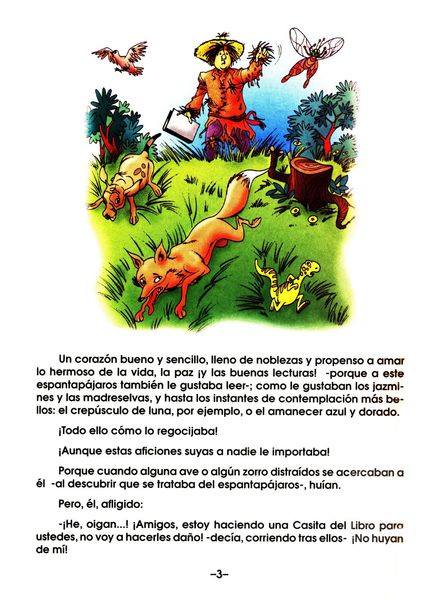 Un corazón bueno y sencillo, lleno de noblezas y propenso a amar
lo hermoso de la vida, la paz ¡y las buenas lecturas! -porque a este
espantapájaros también le gustaba leer-; como le gustaban los jazmi-
nes y las madreselvas, y hasta los instantes de contemplación más be-
llos: el crepúsculo de luna, por ejemplo, o el amanecer azul y dorado.
¡Todo ello cómo lo regocijaba!
¡Aunque estas aficiones suyas a nadie le importaba!
Porque cuando alguna ave o algún zorro distraídos se acercaban a
él -al descubrir que se trataba del espantapájaros-, huían.
Pero, él, afligido:
-¡He, oigan...! ¡Amigos, estoy haciendo una Casita del Libro para
ustedes, no voy a hacerles daño! -decía, corriendo tras ellos- ¡No huyan
de mí!
–3–